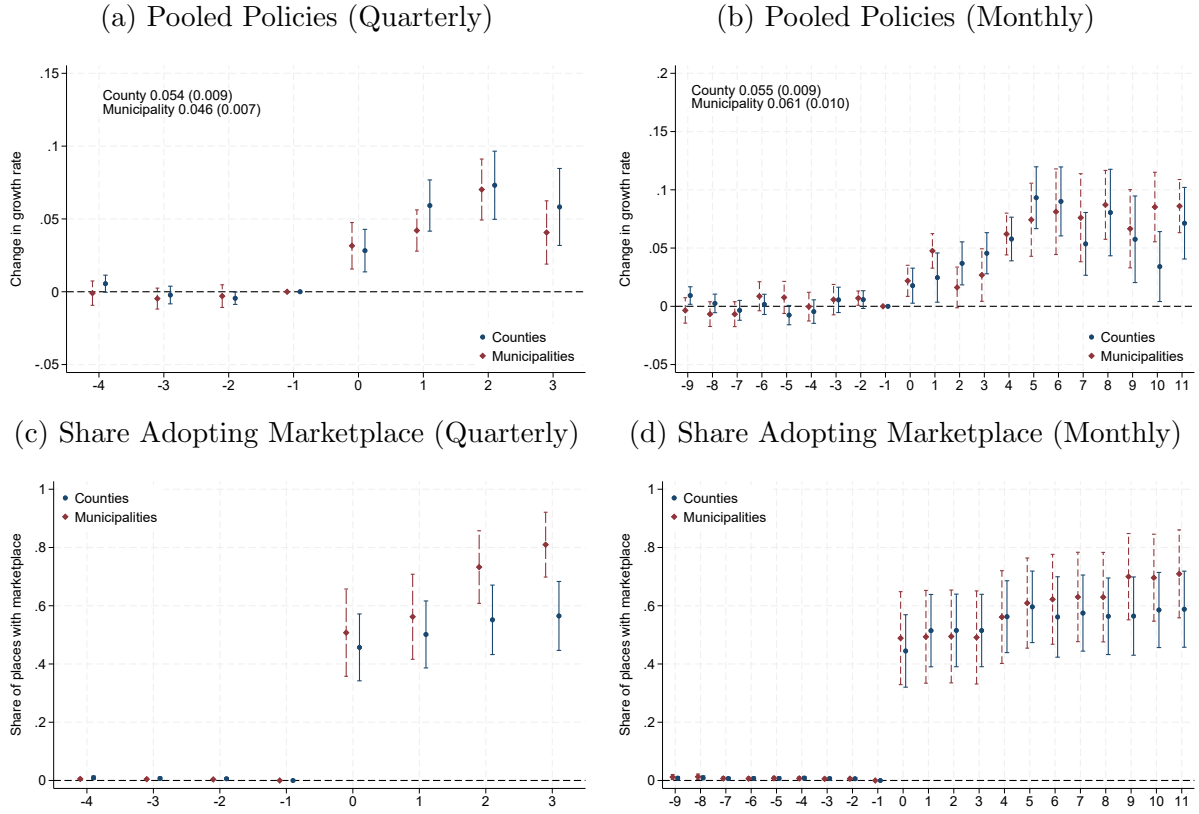 (a) Pooled Policies (Quarterly)
.15
.1
.05
0
-.05
Change in growth rate
County 0.054 (0.009)
Municipality 0.046 (0.007)
Counties
Municipalities
-4 -3 -2 -1 0 1 2 3
(b) Pooled Policies (Monthly)
.2
.15
.1
.05
0
-.05
Change in growth rate
County 0.055 (0.009)
Municipality 0.061 (0.010)
Counties
Municipalities
-9 -8 -7 -6 -5 -4 -3 -2 -1 0 1 2 3 4 5 6 7 8 9 10 11
(c) Share Adopting Marketplace (Quarterly)
1
.8
.6
.4
.2
0
Share of places with marketplace
Counties
Municipalities
-4 -3 -2 -1 0 1 2 3
(d) Share Adopting Marketplace (Monthly)
1
.8
.6
.4
.2
0
Share of places with marketplace
Counties
Municipalities
-9 -8 -7 -6 -5 -4 -3 -2 -1 0 1 2 3 4 5 6 7 8 9 10 11